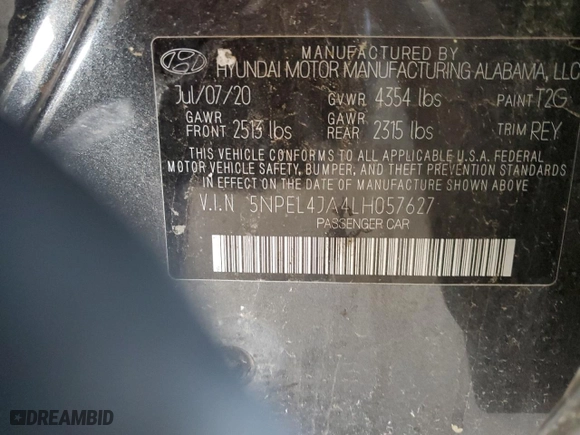 MANUFACTURED BY
HYUNDAI MOTOR MANUFACTURING ALABAMA, LLC
Jul/07/20 GVWR 4354 lbs PAINT T2G
GAWR FRONT 2513 lbs GAWR REAR 2315 lbs TRIM REY
THIS VEHICLE CONFORMS TO ALL APPLICABLE U.S.A. FEDERAL
MOTOR VEHICLE SAFETY, BUMPER, AND THEFT PREVENTION STANDARDS
IN EFFECT ON THE DATE OF MANUFACTURE SHOWN ABOVE
V.I.N 5NPEL4JA4LH057627
PASSENGER CAR
DREAMBID